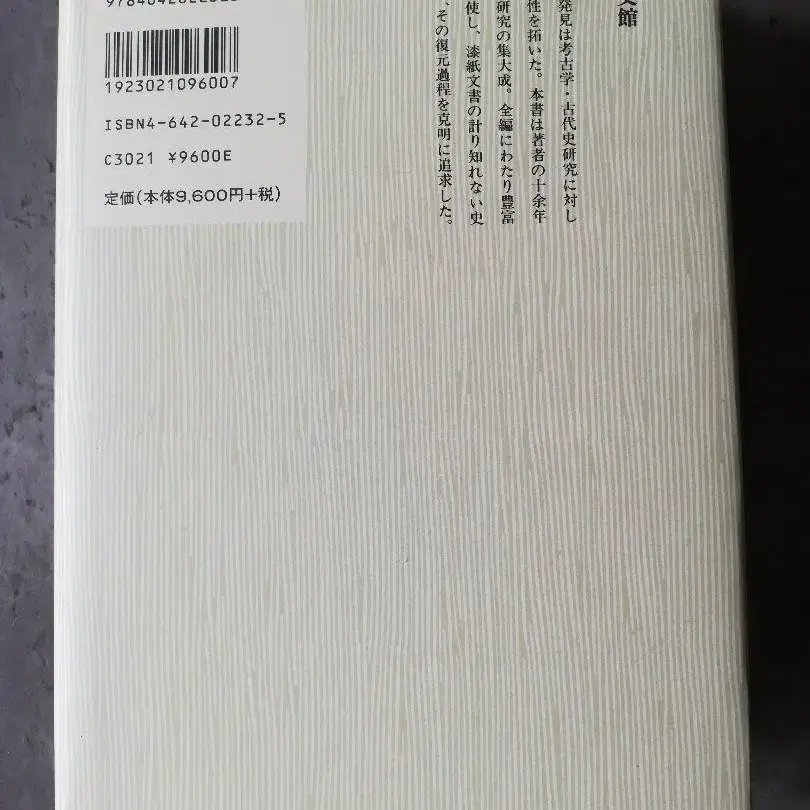 文館
発見は考古学・古代史研究に対し
性を拓いた。本書は著者の十余年
研究の集大成。全編にわたり豊富
使し、漆紙文書の計り知れない史
、その復元過程を克明に追求した。
1923021096007
ISBN4-642-02232-5
C3021 ¥9600E
定価(本体9,600円+税)